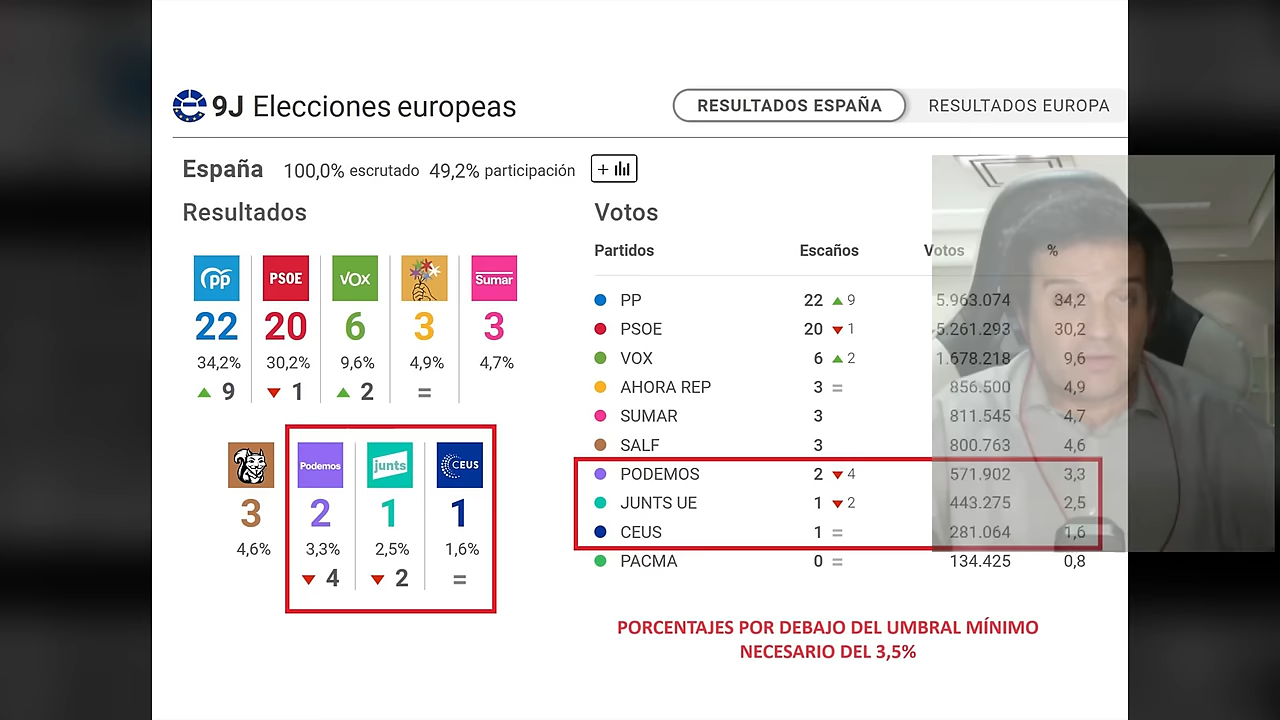 9J Elecciones europeas
RESULTADOS ESPAÑA RESULTADOS EUROPA
España 100,0% escrutado 49,2% participación +
Resultados
pp PSOE VOX Sumar
22 20 6 3 3
34,2% 30,2% 9,6% 4,9% 4,7%
9 1 2 =
Podemos junts CEUS
3 2 1 1
4,6% 3,3% 2,5% 1,6%
4 2 =
Votos
Partidos Escaños Votos %
PP 22 9 5.963.074 34,2
PSOE 20 1 5.261.293 30,2
VOX 6 2 1.678.218 9,6
AHORA REP 3 = 856.500 4,9
SUMAR 3 811.545 4,7
SALF 3 800.763 4,6
PODEMOS 2 4 571.902 3,3
JUNTS UE 1 2 443.275 2,5
CEUS 1 = 281.064 1,6
PACMA 0 = 134.425 0,8
PORCENTAJES POR DEBAJO DEL UMBRAL MÍNIMO
NECESARIO DEL 3,5%